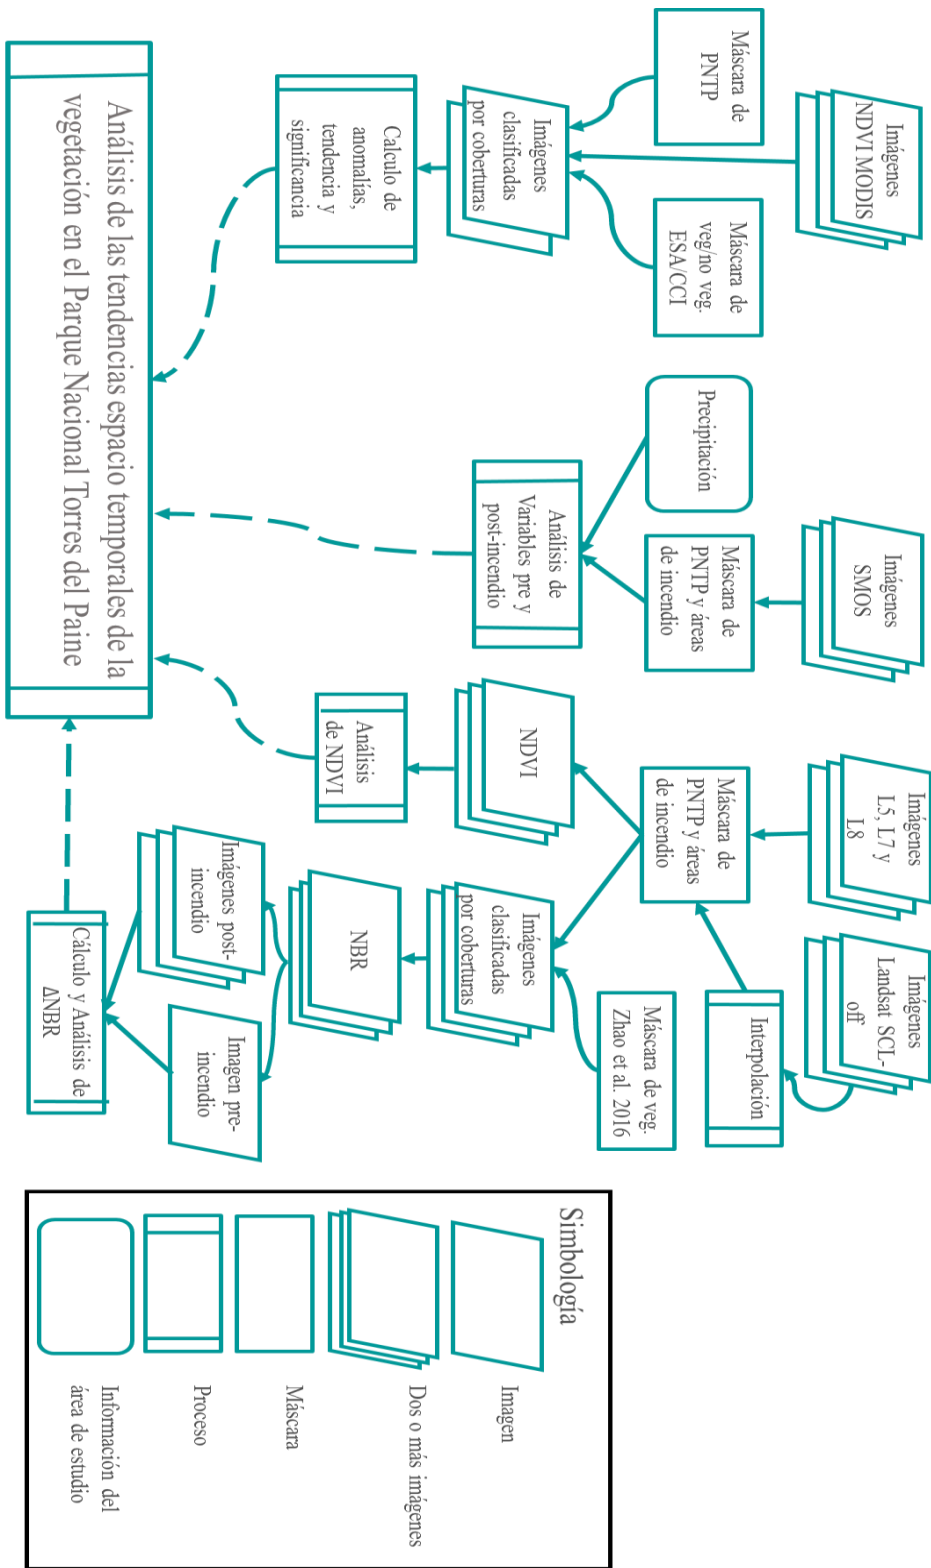 Imágenes
NDVI MODIS
Máscara de
PNTP
Máscara de
veg/no veg.
ESA/CCI
Imágenes
clasificadas
por coberturas
Calculo de
anomalías,
tendencia y
significancia
Imágenes
SMOS
Precipitación
Máscara de
PNTP y áreas
de incendio
Análisis de
Variables pre y
post-incendio
Imágenes
L5, L7 y
L8
Imágenes
Landsat SCL-
off
Interpolación
Máscara de
PNTP y áreas
de incendio
Máscara de veg.
Zhao et al. 2016
NDVI
Imágenes
clasificadas
por coberturas
Análisis
de NDVI
NBR
Imágenes post-
incendio
Imagen pre-
incendio
Cálculo y Análisis de
ΔNBR
Análisis de las tendencias espacio temporales de la
vegetación en el Parque Nacional Torres del Paine
Simbología
Imagen
Dos o más imágenes
Máscara
Proceso
Información del
área de estudio